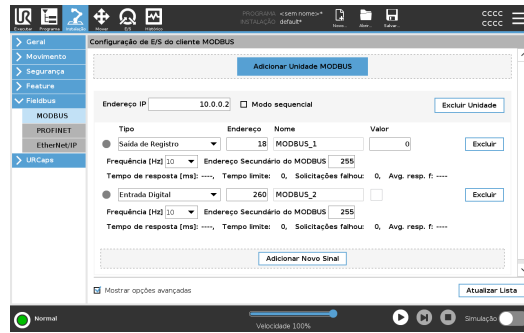 UR
Executar Programa Instalação Mover E/S Histórico
PROGRAMA <sem nome>*
INSTALAÇÃO default*
Novo... Abrir... Salvar...
CCCC
CCCC
Geral
Movimento
Segurança
Feature
Fieldbus
MODBUS
PROFINET
EtherNet/IP
URCaps
Configuração de E/S do cliente MODBUS
Adicionar Unidade MODBUS
Endereço IP 10.0.0.2 Modo sequencial Excluir Unidade
Tipo Endereço Nome Valor
Saída de Registro 18 MODBUS_1 0 Excluir
Frequência [Hz] 10 Endereço Secundário do MODBUS 255
Tempo de resposta [ms]: ----, Tempo limite: 0, Solicitações falhou: 0, Avg. resp. f: ----
Entrada Digital 260 MODBUS_2 Excluir
Frequência [Hz] 10 Endereço Secundário do MODBUS 255
Tempo de resposta [ms]: ----, Tempo limite: 0, Solicitações falhou: 0, Avg. resp. f: ----
Adicionar Novo Sinal
Mostrar opções avançadas Atualizar Lista
Normal
Velocidade 100%
Simulação